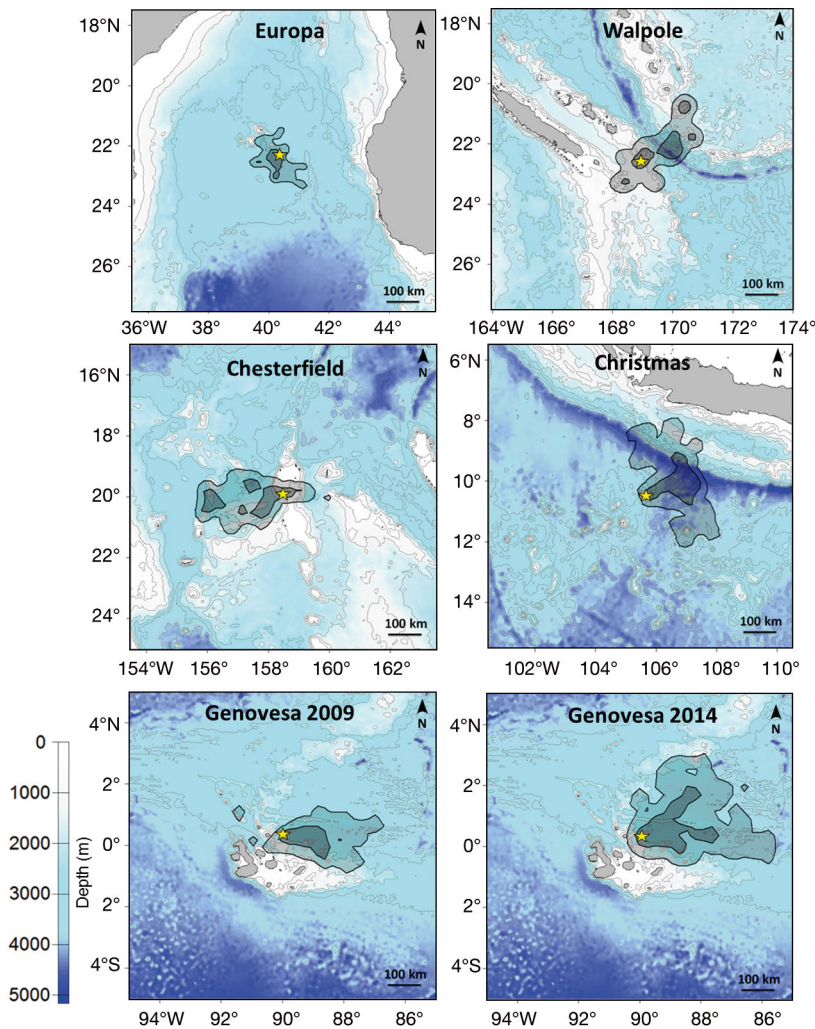 Europa
N
18°N
20°
22°
24°
26°
100 km
36°W 38° 40° 42° 44°
Walpole
N
18°N
20°
22°
24°
26°
100 km
164°W 166° 168° 170° 172° 174°
Chesterfield
N
16°N
18°
20°
22°
24°
100 km
154°W 156° 158° 160° 162°
Christmas
N
6°N
8°
10°
12°
14°
100 km
102°W 104° 106° 108° 110°
0
1000
2000
3000
4000
5000
Depth (m)
Genovesa 2009
N
4°N
2°
0°
2°
4°S
100 km
94°W 92° 90° 88° 86°
Genovesa 2014
N
4°N
2°
0°
2°
4°S
100 km
94°W 92° 90° 88° 86°